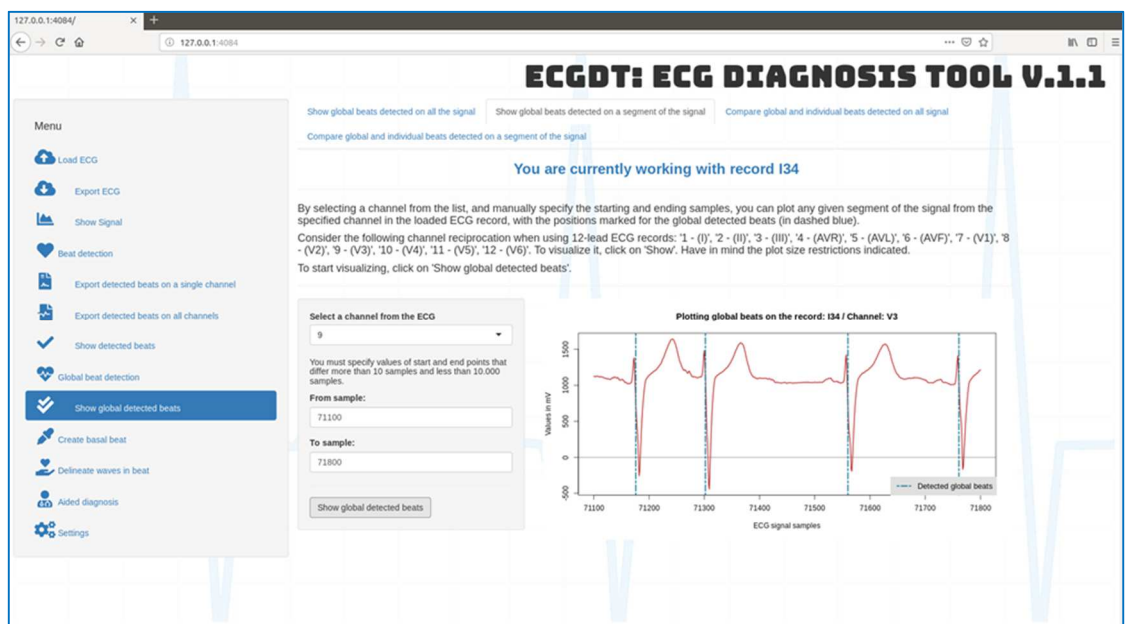 127.0.0.1:4084/
127.0.0.1:4084
ECGDT: ECG DIAGNOSIS TOOL V.1.1
Menu
Load ECG
Export ECG
Show Signal
Beat detection
Export detected beats on a single channel
Export detected beats on all channels
Show detected beats
Global beat detection
Show global detected beats
Create basal beat
Delineate waves in beat
Aided diagnosis
Settings
Show global beats detected on all the signal
Show global beats detected on a segment of the signal
Compare global and individual beats detected on all signal
Compare global and individual beats detected on a segment of the signal
You are currently working with record I34
By selecting a channel from the list, and manually specify the starting and ending samples, you can plot any given segment of the signal from the
specified channel in the loaded ECG record, with the positions marked for the global detected beats (in dashed blue).
Consider the following channel reciprocation when using 12-lead ECG records: '1 - (I)', '2 - (II)', '3 - (III)', '4 - (AVR)', '5 - (AVL)', '6 - (AVF)', '7 - (V1)', '8
- (V2)', '9 - (V3)', '10 - (V4)', '11 - (V5)', '12 - (V6)'. To visualize it, click on 'Show'. Have in mind the plot size restrictions indicated.
To start visualizing, click on 'Show global detected beats'.
Select a channel from the ECG
9
You must specify values of start and end points that
differ more than 10 samples and less than 10.000
samples.
From sample:
71100
To sample:
71800
Show global detected beats
Plotting global beats on the record: I34 / Channel: V3
Values in mV
1500
1000
500
0
-500
Detected global beats
71100 71200 71300 71400 71500 71600 71700 71800
ECG signal samples